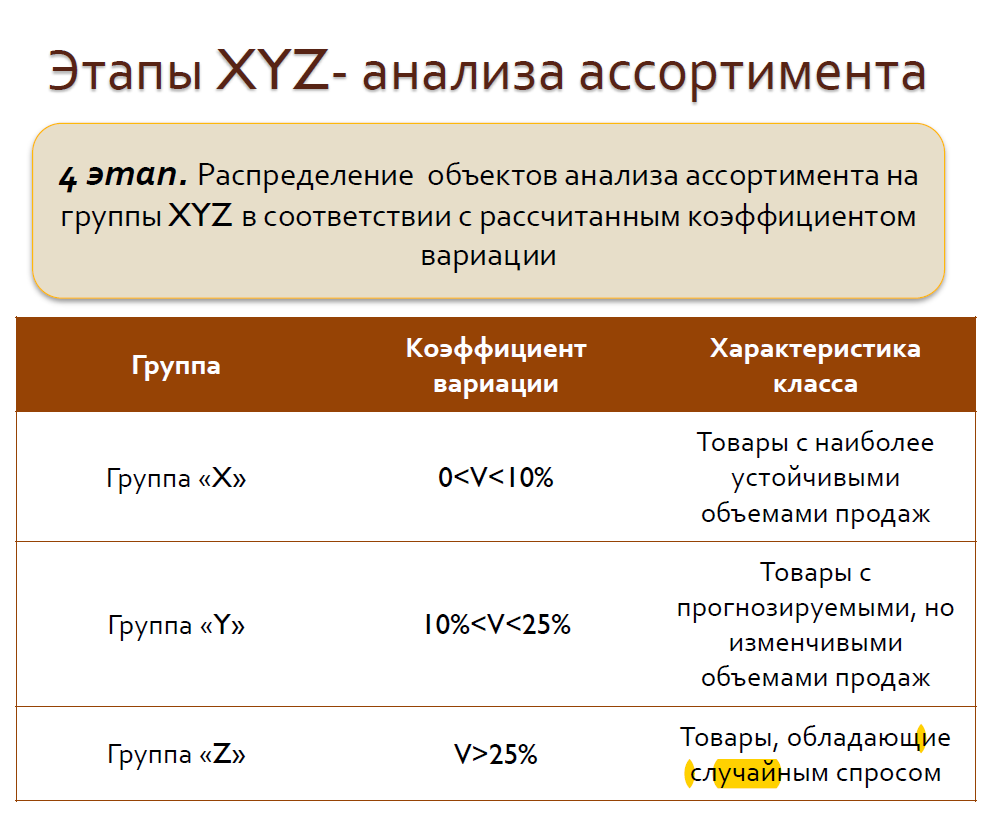 Этапы XYZ- анализа ассортимента
4 этап. Распределение объектов анализа ассортимента на
группы XYZ в соответствии с рассчитанным коэффициентом
вариации
Группа
Коэффициент
вариации
Характеристика
класса
Группа «X»
0<V<10%
Товары с наиболее
устойчивыми
объемами продаж
Группа «Y»
10%<V<25%
Товары с
прогнозируемыми, но
изменчивыми
объемами продаж
Группа «Z»
V>25%
Товары, обладающие
случайным спросом